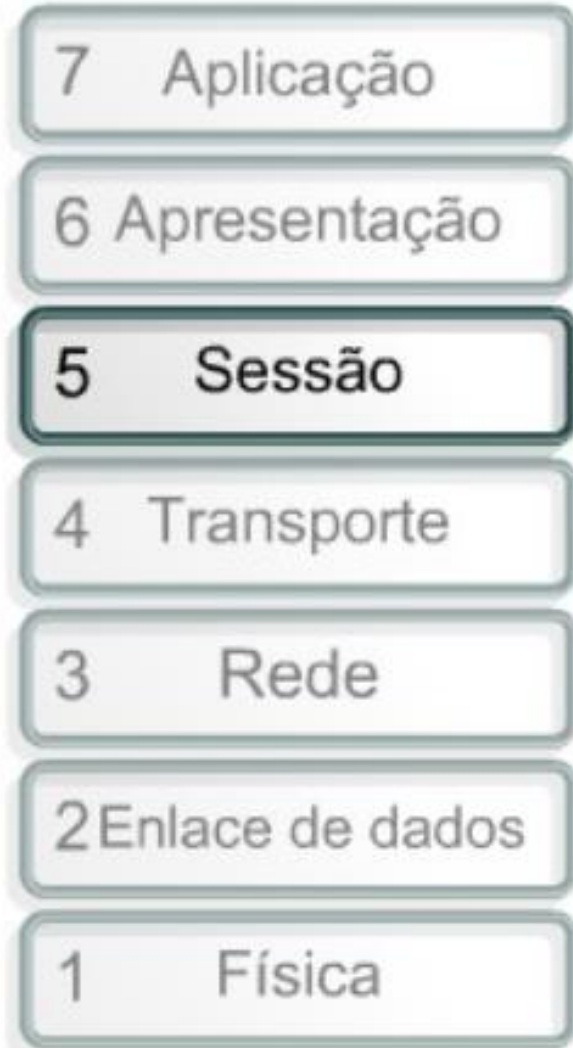 7 Aplicação
6 Apresentação
5 Sessão
4 Transporte
3 Rede
2 Enlace de dados
1 Física